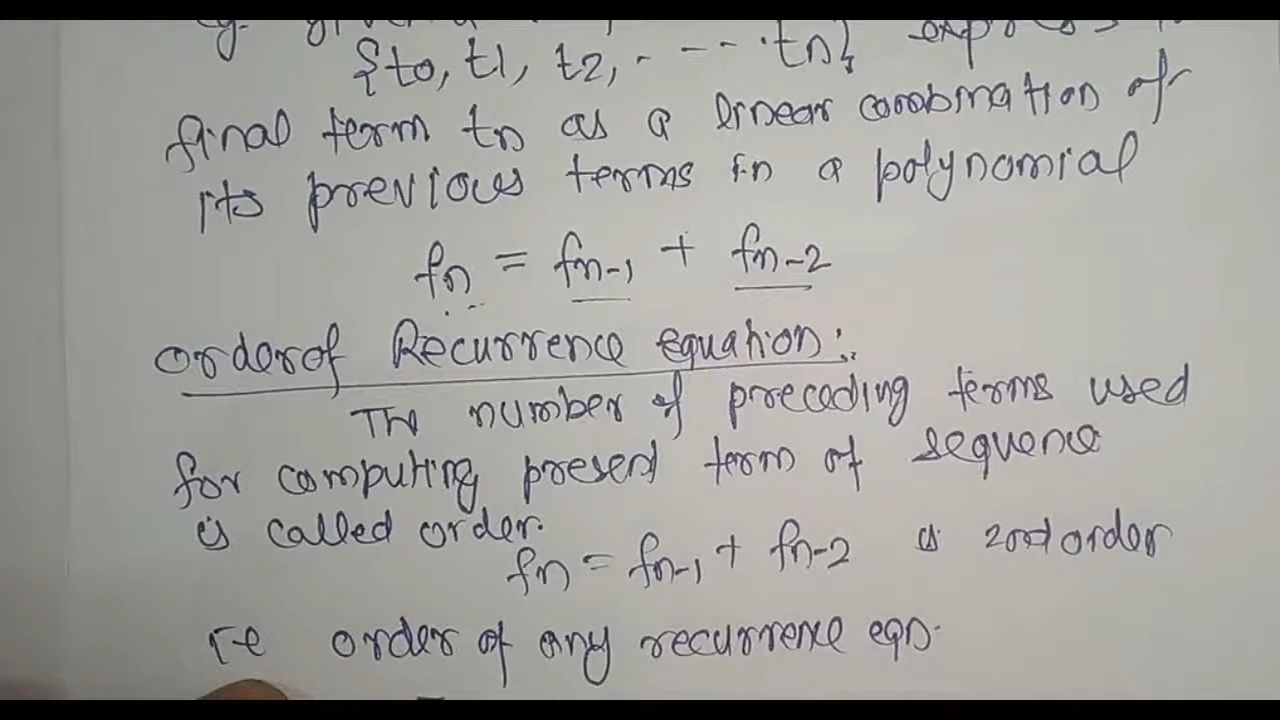 {t0, t1, t2, - -- · tn}
final term tn as a linear combination of
its previous terms in a polynomial
fn = fn-1 + fn-2
order of Recurrence equation:
The number of preceding terms used
for computing present term of sequence
is called order.
fn = fn-1 + fn-2 is 2nd order
i.e order of any recurrence eqn.